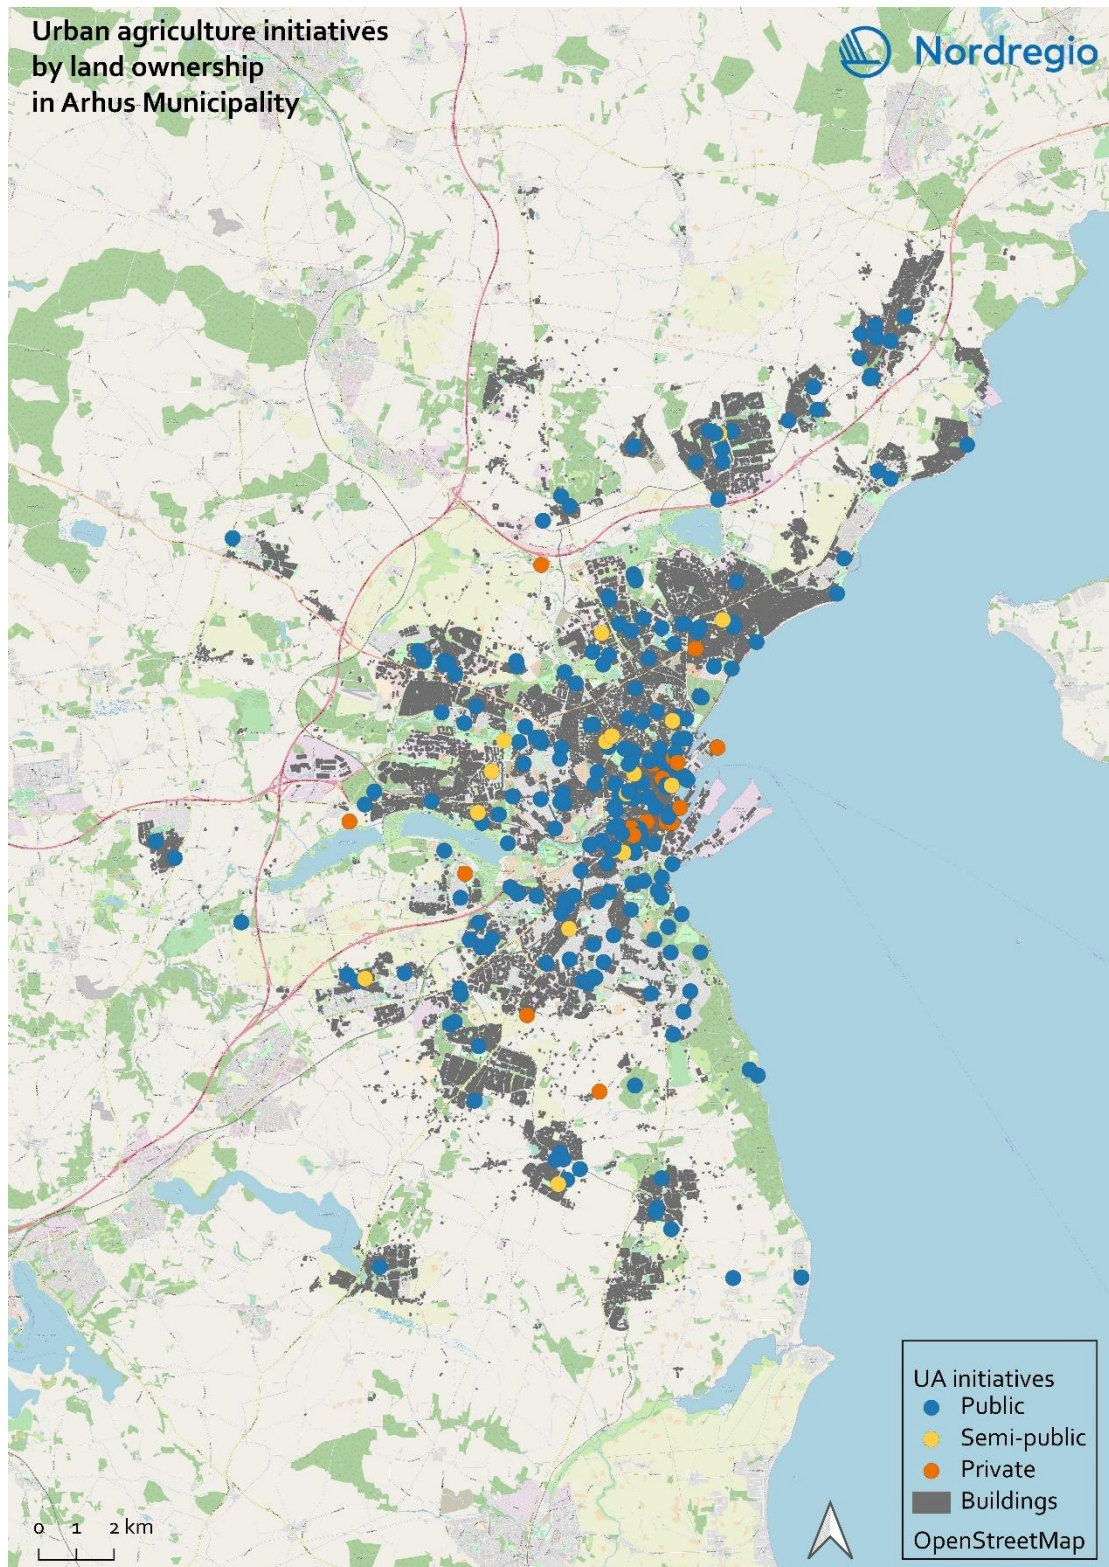 Urban agriculture initiatives
by land ownership
in Arhus Municipality
Nordregio
UA initiatives
Public
Semi-public
Private
Buildings
OpenStreetMap
0 1 2 km